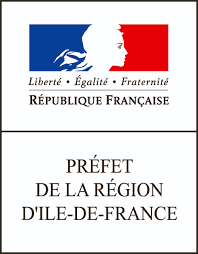 Liberté • Égalité • Fraternité
RÉPUBLIQUE FRANÇAISE
PRÉFET
DE LA RÉGION
D'ILE-DE-FRANCE